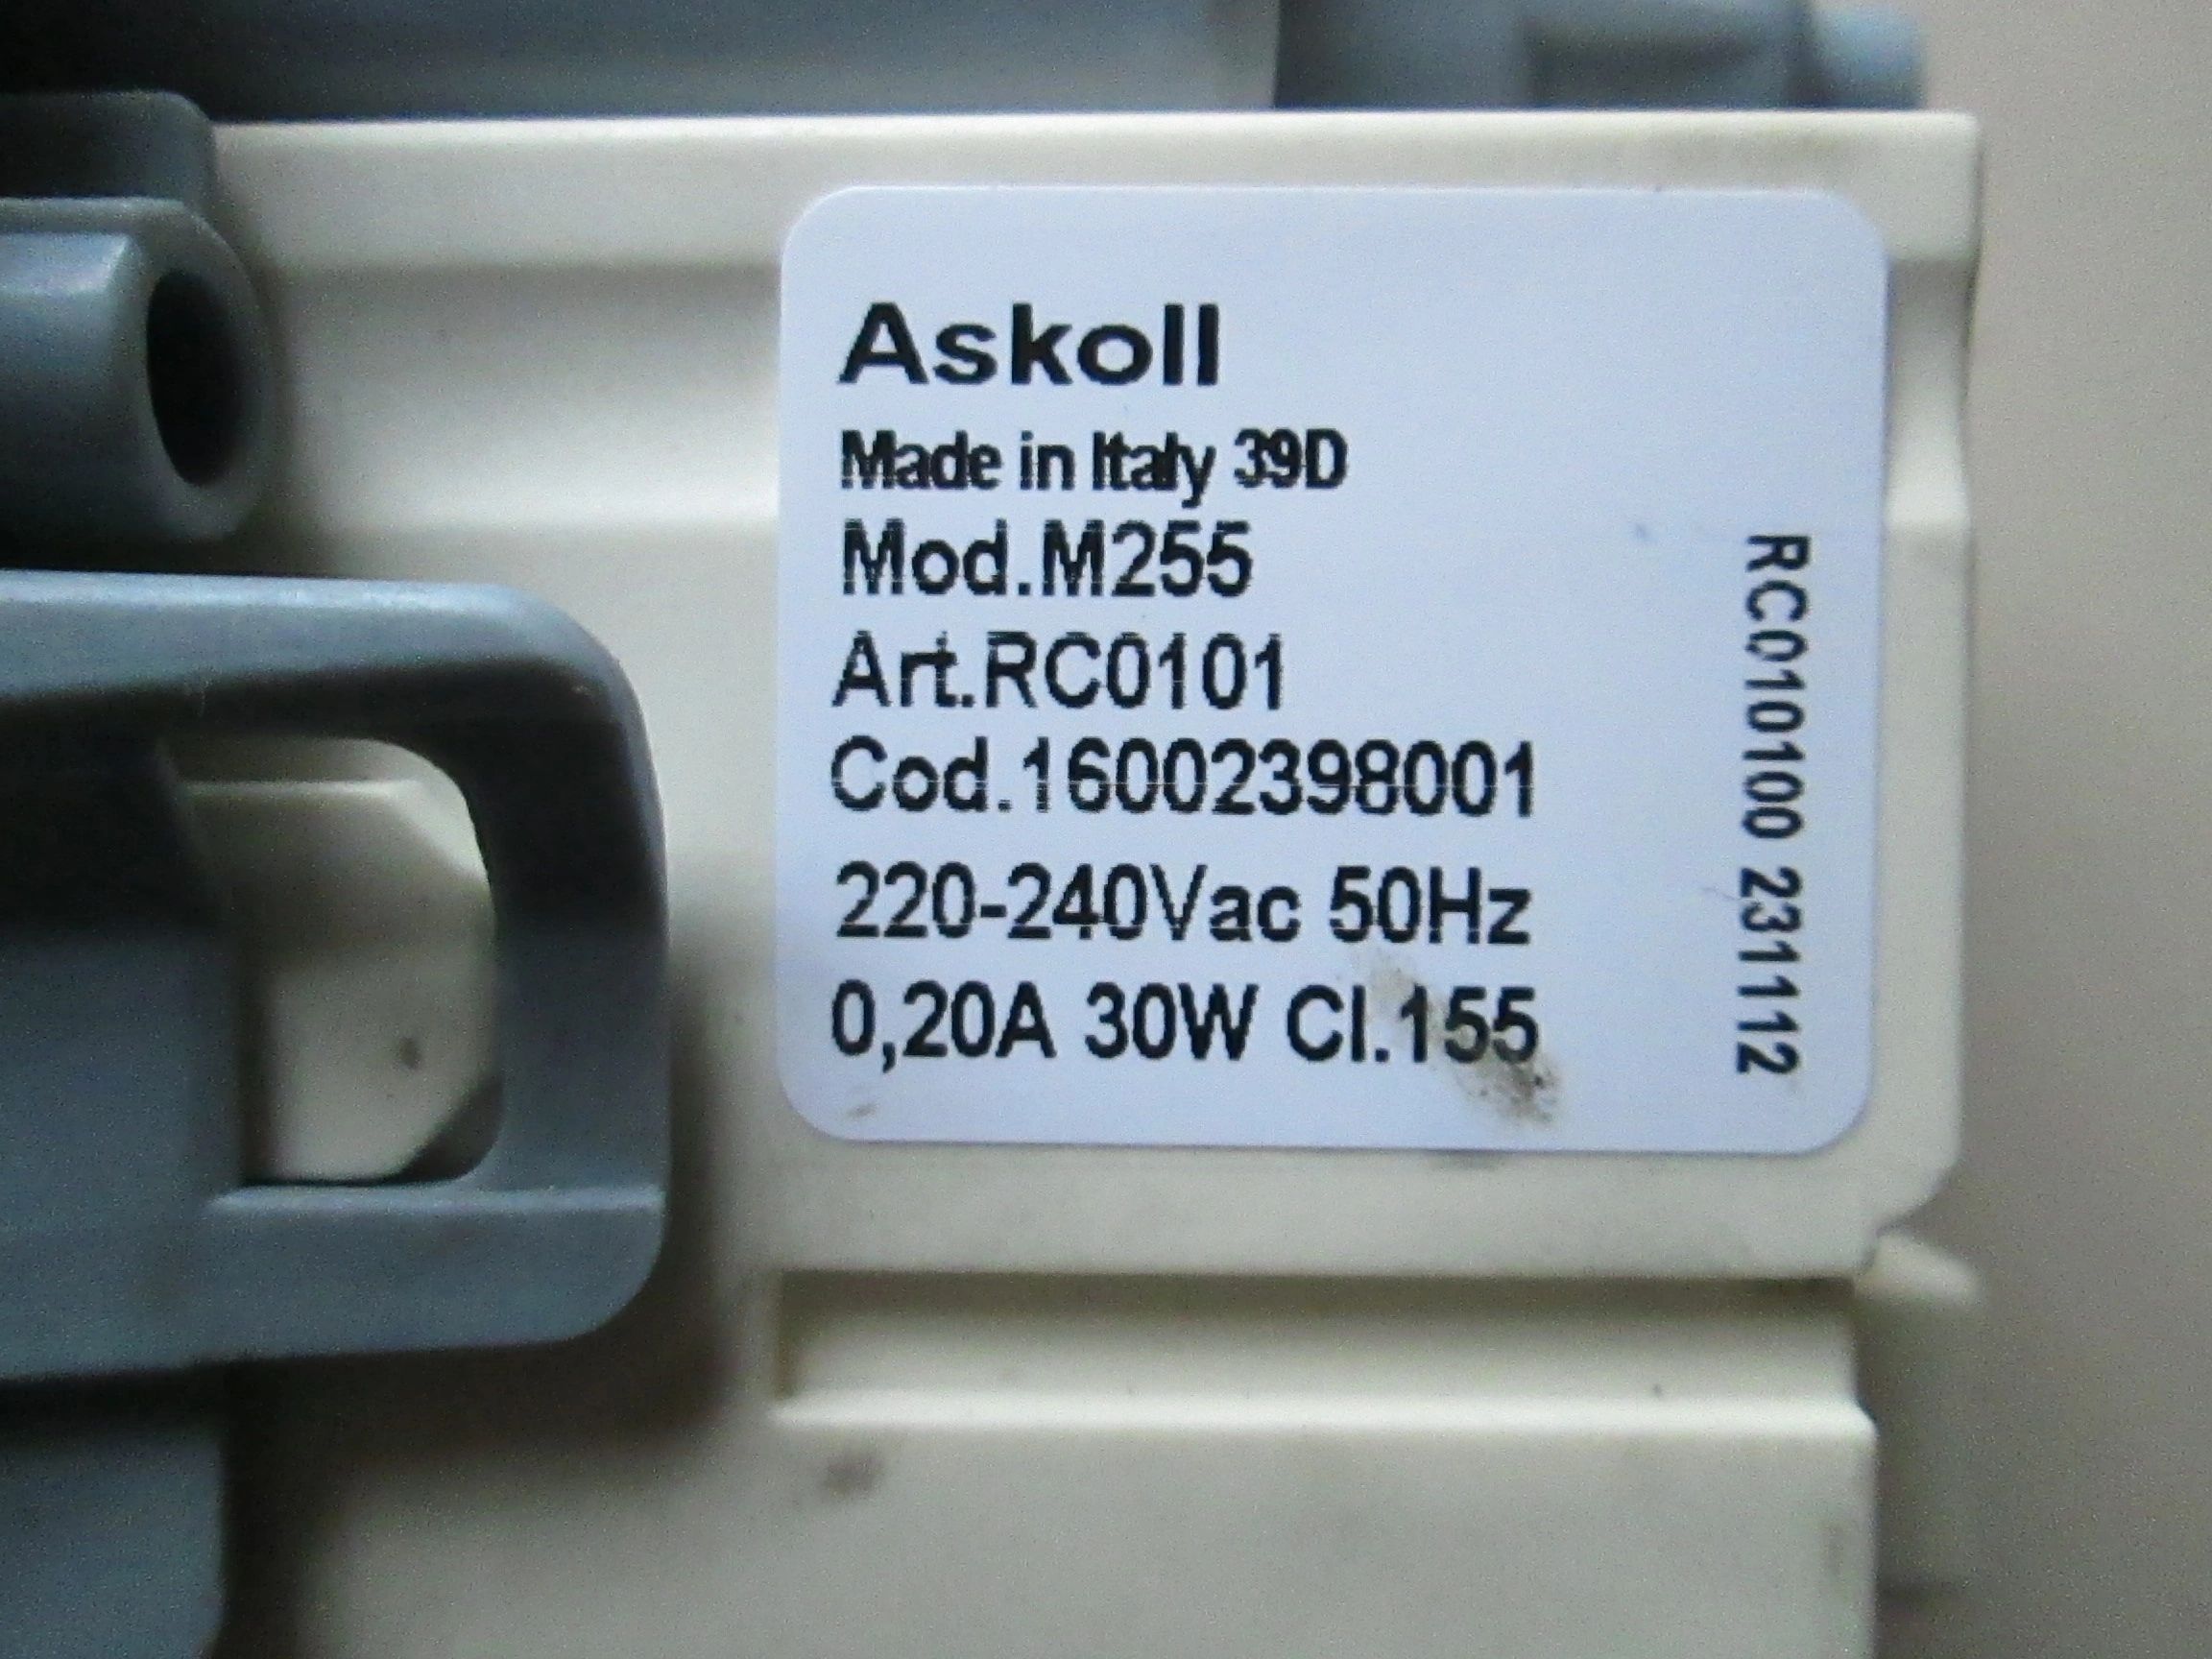 Askoll
Made in Italy 39D
Mod.M255
Art.RC0101
Cod.16002398001
220-240Vac 50Hz
0,20A 30W Cl.155
RC010100 231112